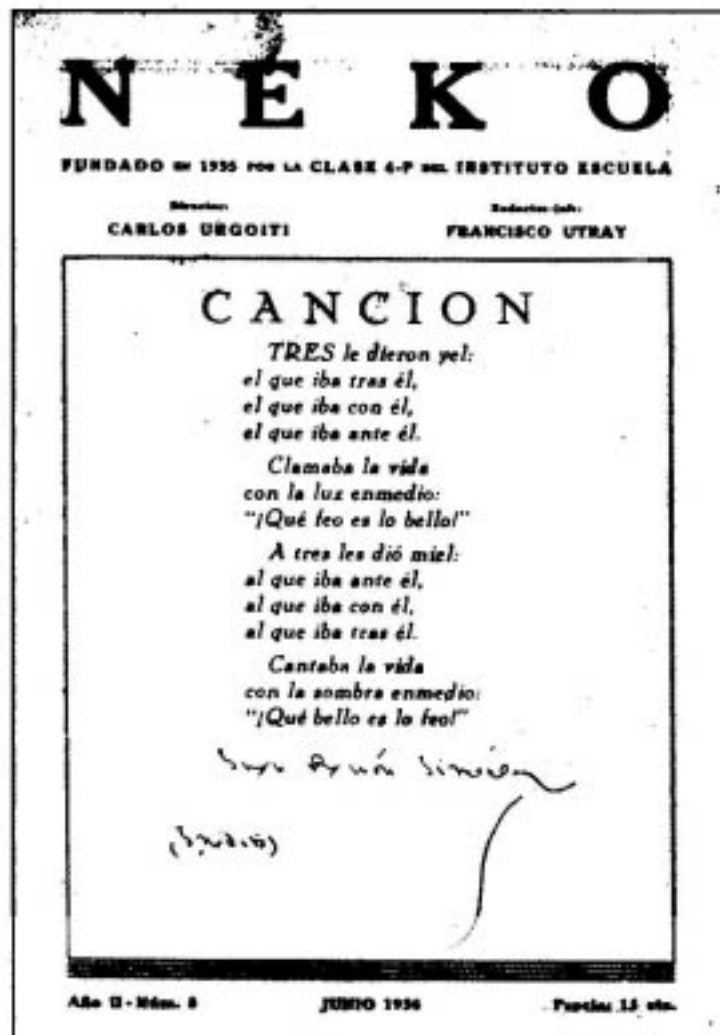 NEKO
FUNDADO EN 1935 POR LA CLASE 6-P DEL INSTITUTO ESCUELA
Director:
CARLOS URGOITI
Redactor-Jefe:
FRANCISCO UTRAY
CANCION
TRES le dieron yel:
el que iba tras él,
el que iba con él,
el que iba ante él.
Clamaba la vida
con la luz enmedio:
"¡Qué feo es lo bello!"
A tres les dió miel:
al que iba ante él,
al que iba con él,
al que iba tras él.
Cantaba la vida
con la sombra enmedio:
"¡Qué bello es lo feo!"
Juan Ramón Jiménez
(Inédito)
Año II - Núm. 8
JUNIO 1936
Precio: 15 cts.